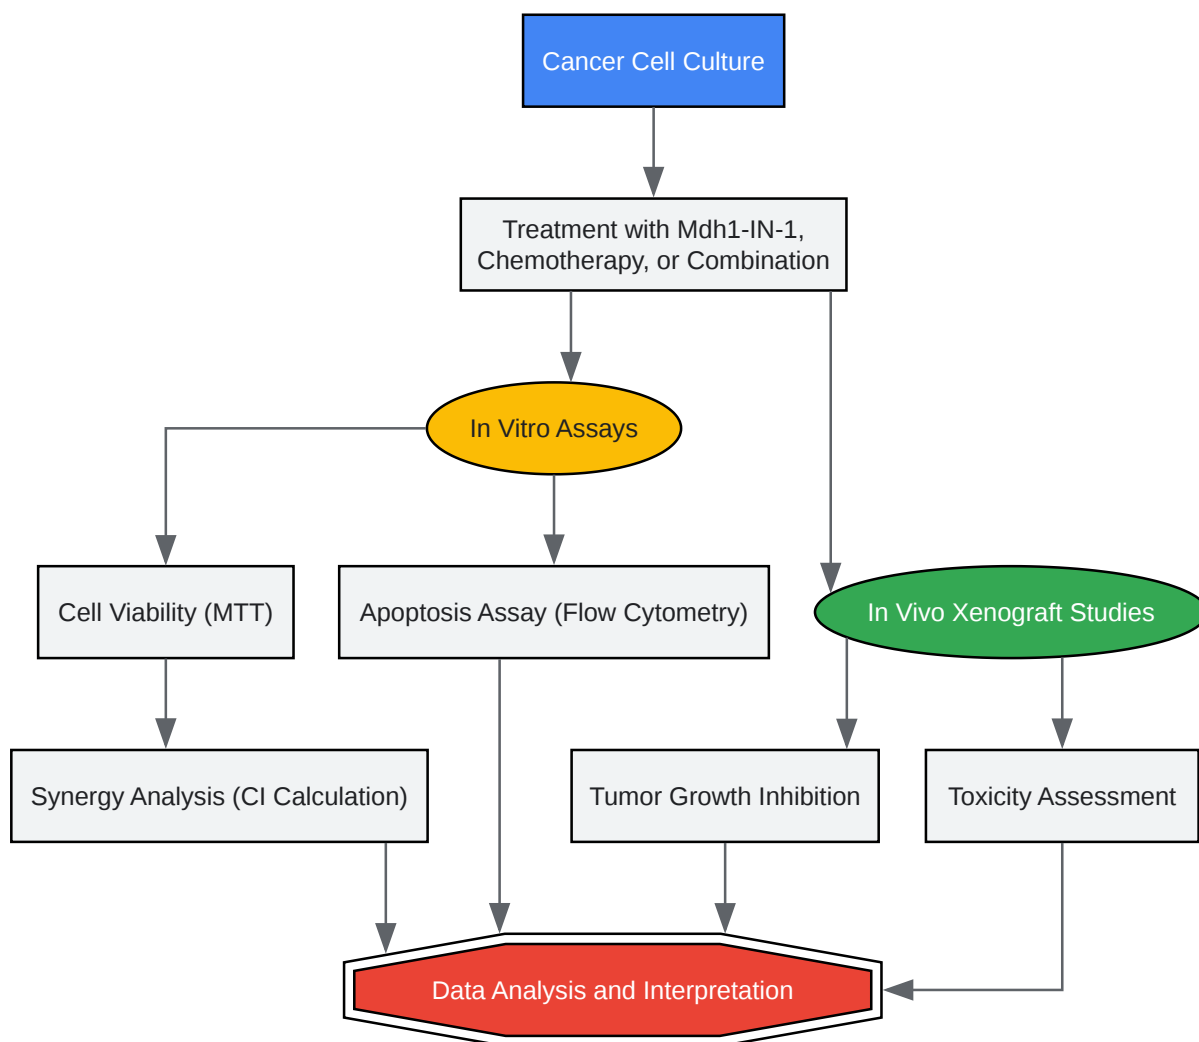 Cancer Cell Culture
Treatment with Mdh1-IN-1,
Chemotherapy, or Combination
In Vitro Assays
Cell Viability (MTT)
Apoptosis Assay (Flow Cytometry)
In Vivo Xenograft Studies
Synergy Analysis (CI Calculation)
Tumor Growth Inhibition
Toxicity Assessment
Data Analysis and Interpretation